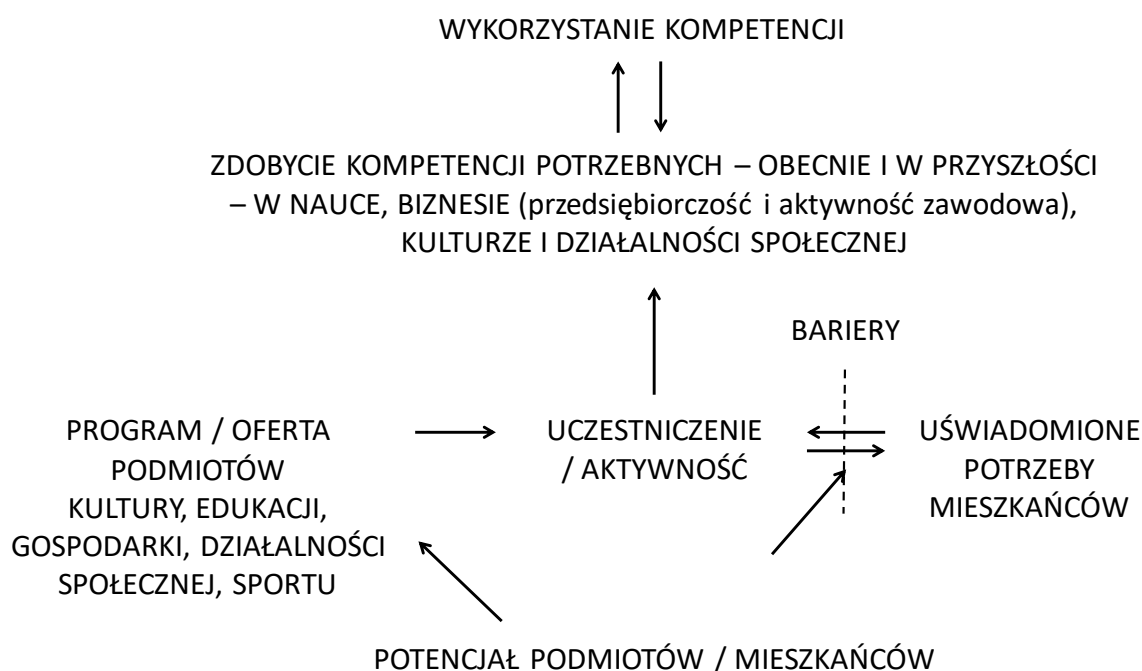 WYKORZYSTANIE KOMPETENCJI
ZDOBYCIE KOMPETENCJI POTRZEBNYCH – OBECNIE I W PRZYSZŁOŚCI
– W NAUCE, BIZNESIE (przedsiębiorczość i aktywność zawodowa),
KULTURZE I DZIAŁALNOŚCI SPOŁECZNEJ
BARIERY
PROGRAM / OFERTA
PODMIOTÓW
KULTURY, EDUKACJI,
GOSPODARKI, DZIAŁALNOŚCI
SPOŁECZNEJ, SPORTU
UCZESTNICZENIE
/ AKTYWNOŚĆ
UŚWIADOMIONE
POTRZEBY
MIESZKAŃCÓW
POTENCJAŁ PODMIOTÓW / MIESZKAŃCÓW